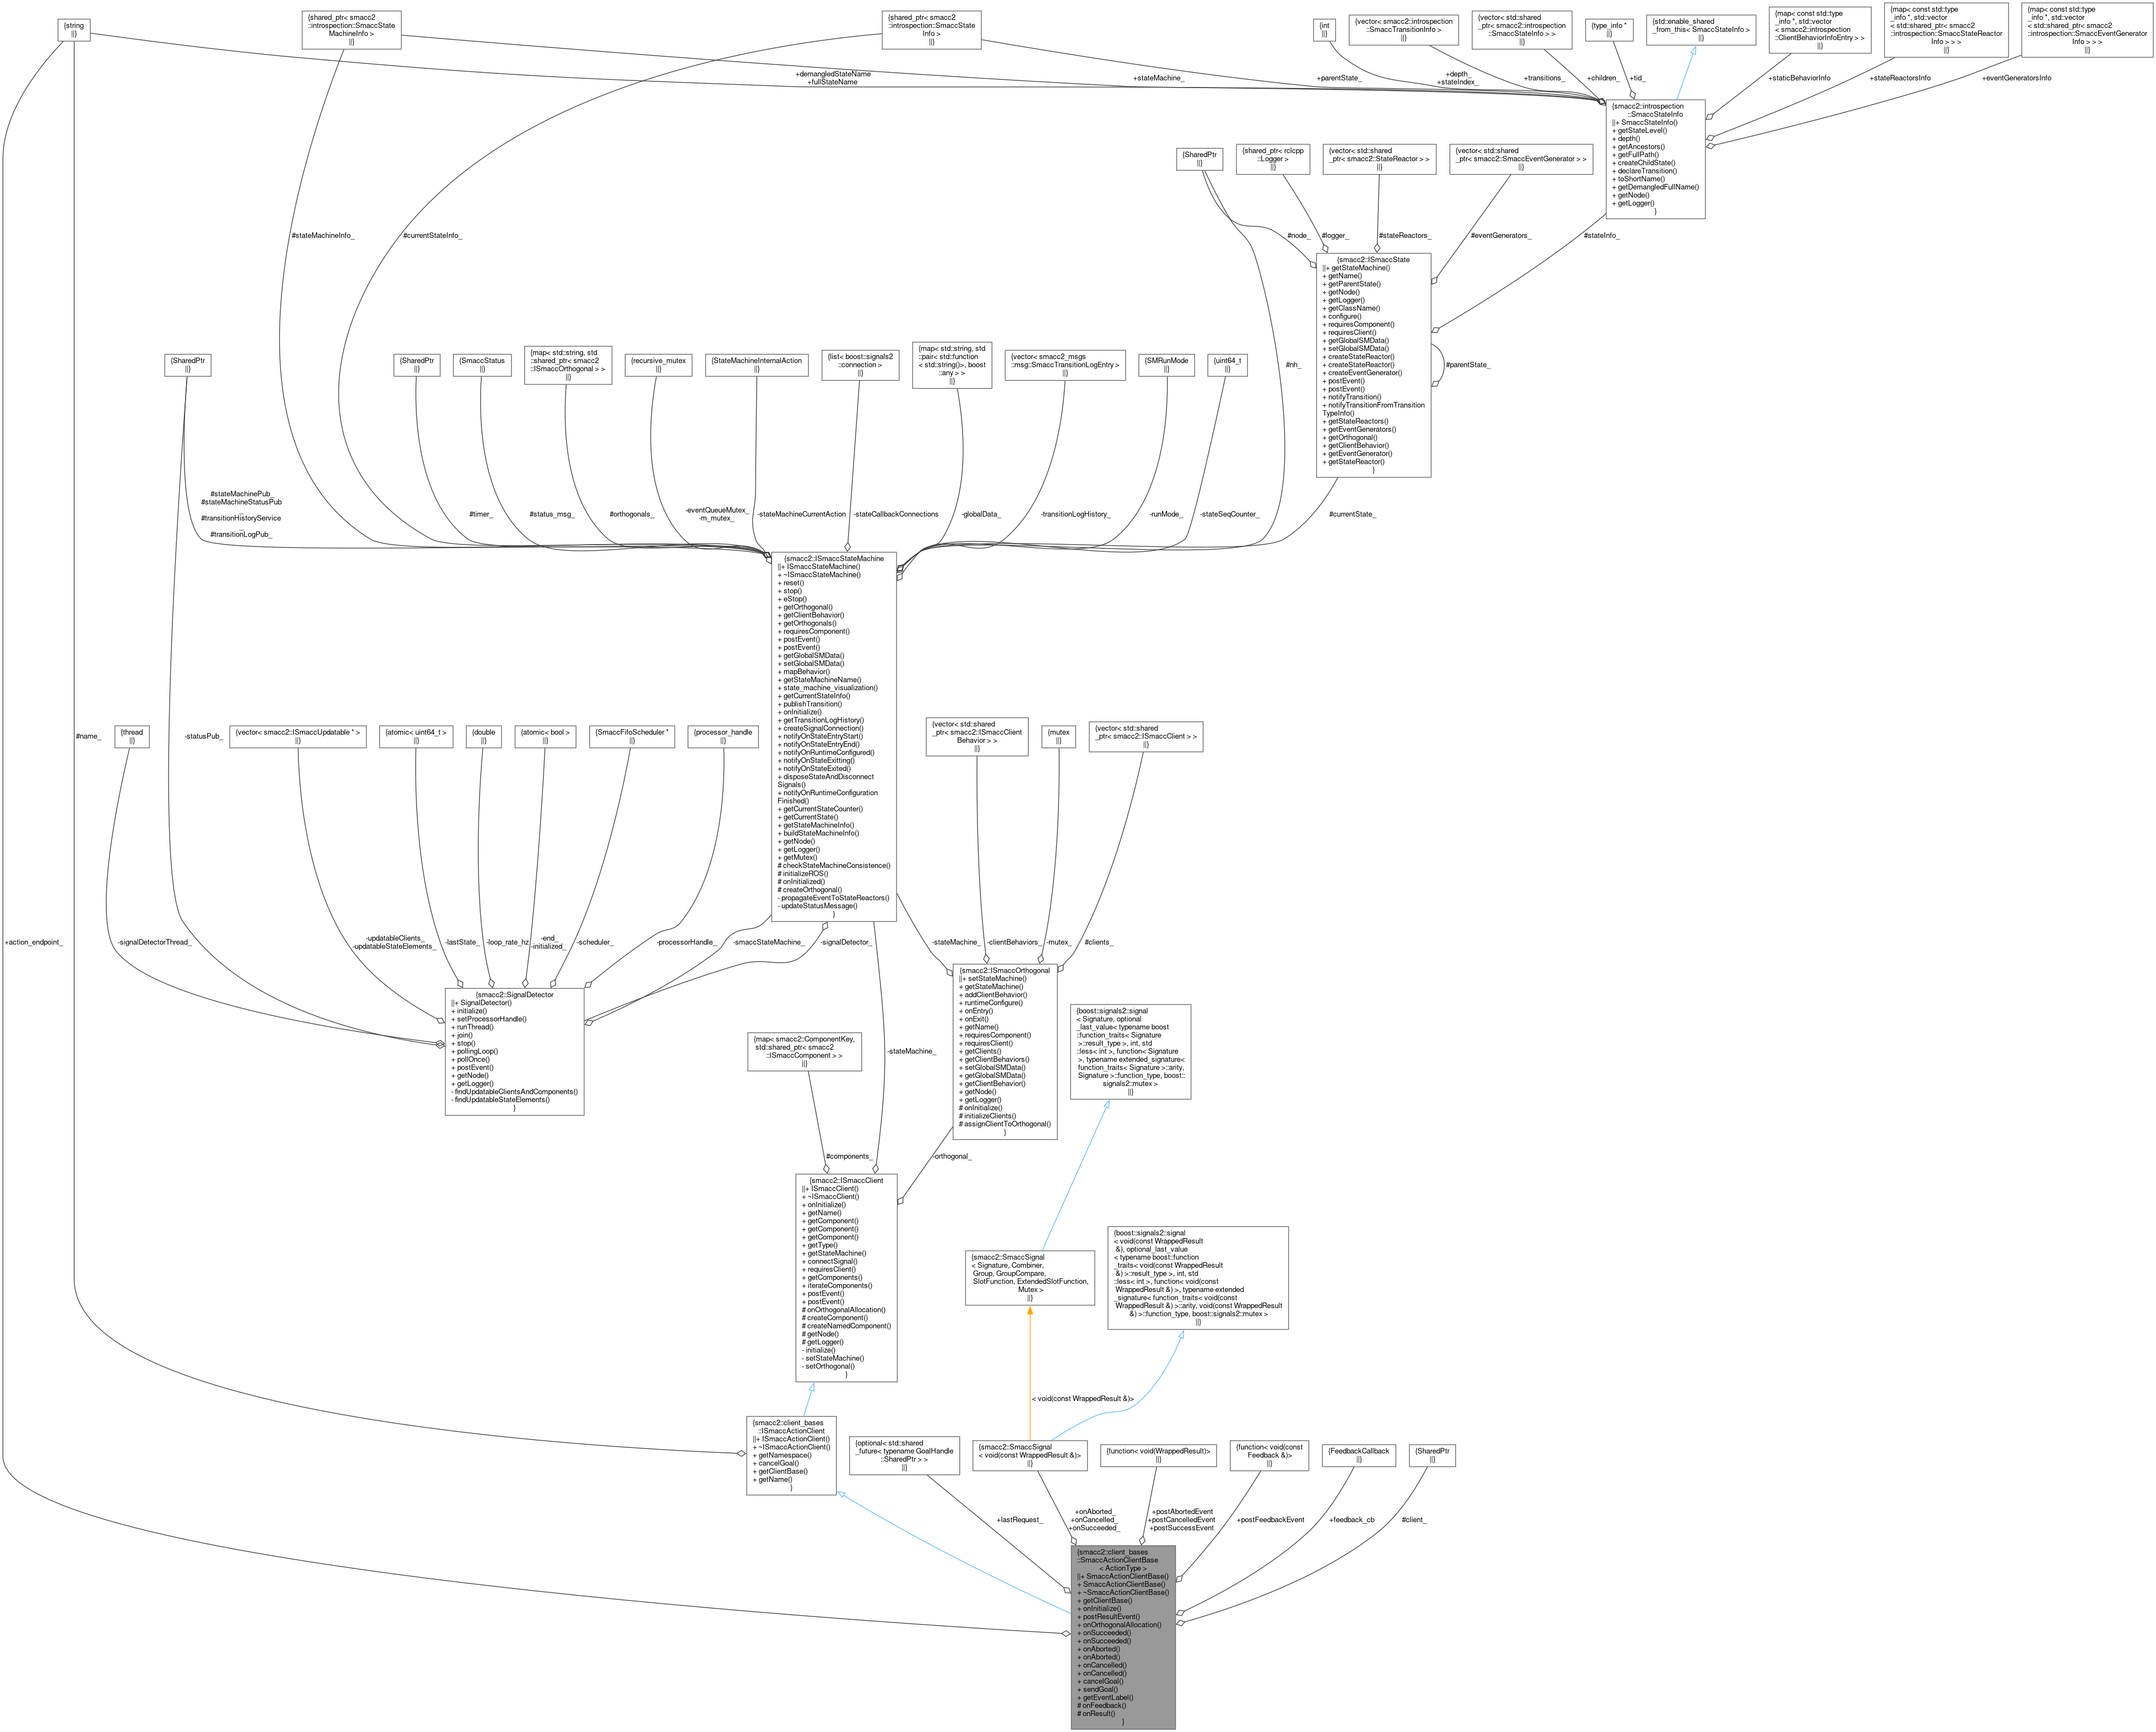 {string
||}
{shared_ptr< smacc2
::introspection::SmaccState
MachineInfo >
||}
{shared_ptr< smacc2
::introspection::SmaccState
Info >
||}
{int
||}
{vector< smacc2::introspection
::SmaccTransitionInfo >
||}
{vector< std::shared
_ptr< smacc2::introspection
::SmaccStateInfo > >
||}
{type_info *
||}
{std::enable_shared
_from_this< SmaccStateInfo >
||}
{map< const std::type
_info *, std::vector
< smacc2::introspection
::ClientBehaviorInfoEntry > >
||}
{map< const std::type
_info *, std::vector
< std::shared_ptr< smacc2
::introspection::SmaccStateReactor
Info > > >
||}
{map< const std::type
_info *, std::vector
< std::shared_ptr< smacc2
::introspection::SmaccEventGenerator
Info > > >
||}
+demangledStateName
+fullStateName
+stateMachine_
+parentState_
+depth_
+stateIndex_
+transitions_
+children_
+tid_
+staticBehaviorInfo
+stateReactorsInfo
+eventGeneratorsInfo
{smacc2::introspection
::SmaccStateInfo
||+ SmaccStateInfo()
+ getStateLevel()
+ depth()
+ getAncestors()
+ getFullPath()
+ createChildState()
+ declareTransition()
+ toShortName()
+ getDemangledFullName()
+ getNode()
+ getLogger()
}
{SharedPtr
||}
{shared_ptr< rclcpp
::Logger >
||}
{vector< std::shared
_ptr< smacc2::StateReactor > >
||}
{vector< std::shared
_ptr< smacc2::SmaccEventGenerator > >
||}
#stateMachineInfo_
#currentStateInfo_
#node_
#logger_
#stateReactors_
#eventGenerators_
#stateInfo_
{smacc2::ISmaccState
||+ getStateMachine()
+ getName()
+ getParentState()
+ getNode()
+ getLogger()
+ getClassName()
+ configure()
+ requiresComponent()
+ requiresClient()
+ getGlobalSMData()
+ setGlobalSMData()
+ createStateReactor()
+ createStateReactor()
+ createEventGenerator()
+ postEvent()
+ postEvent()
+ notifyTransition()
+ notifyTransitionFromTransition
TypeInfo()
+ getStateReactors()
+ getEventGenerators()
+ getOrthogonal()
+ getClientBehavior()
+ getEventGenerator()
+ getStateReactor()
}
#parentState_
#nh_
{SharedPtr
||}
{SharedPtr
||}
{SmaccStatus
||}
{map< std::string, std
::shared_ptr< smacc2
::ISmaccOrthogonal > >
||}
{recursive_mutex
||}
{StateMachineInternalAction
||}
{list< boost::signals2
::connection >
||}
{map< std::string, std
::pair< std::function
< std::string()>, boost
::any > >
||}
{vector< smacc2_msgs
::msg::SmaccTransitionLogEntry >
||}
{SMRunMode
||}
{uint64_t
||}
#stateMachinePub_
#stateMachineStatusPub
_
#transitionHistoryService
_
#transitionLogPub_
#timer_
#status_msg_
#orthogonals_
-eventQueueMutex_
-m_mutex_
-stateMachineCurrentAction
-stateCallbackConnections
-globalData_
-transitionLogHistory_
-runMode_
-stateSeqCounter_
#currentState_
{smacc2::ISmaccStateMachine
||+ ISmaccStateMachine()
+ ~ISmaccStateMachine()
+ reset()
+ stop()
+ eStop()
+ getOrthogonal()
+ getClientBehavior()
+ getOrthogonals()
+ requiresComponent()
+ postEvent()
+ postEvent()
+ getGlobalSMData()
+ setGlobalSMData()
+ mapBehavior()
+ getStateMachineName()
+ state_machine_visualization()
+ getCurrentStateInfo()
+ publishTransition()
+ onInitialize()
+ getTransitionLogHistory()
+ createSignalConnection()
+ notifyOnStateEntryStart()
+ notifyOnStateEntryEnd()
+ notifyOnRuntimeConfigured()
+ notifyOnStateExitting()
+ notifyOnStateExited()
+ disposeStateAndDisconnect
Signals()
+ notifyOnRuntimeConfiguration
Finished()
+ getCurrentStateCounter()
+ getCurrentState()
+ getStateMachineInfo()
+ buildStateMachineInfo()
+ getNode()
+ getLogger()
+ getMutex()
# checkStateMachineConsistence()
# initializeROS()
# onInitialized()
# createOrthogonal()
- propagateEventToStateReactors()
- updateStatusMessage()
}
#name_
{thread
||}
-statusPub_
{vector< smacc2::ISmaccUpdatable * >
||}
{atomic< uint64_t >
||}
{double
||}
{atomic< bool >
||}
{SmaccFifoScheduler *
||}
{processor_handle
||}
{vector< std::shared
_ptr< smacc2::ISmaccClient
Behavior > >
||}
{mutex
||}
{vector< std::shared
_ptr< smacc2::ISmaccClient > >
||}
+action_endpoint_
-signalDetectorThread_
-updatableClients_
-updatableStateElements_
-lastState_
-loop_rate_hz
-end_
-initialized_
-scheduler_
-processorHandle_
-smaccStateMachine_
-signalDetector_
-stateMachine_
-clientBehaviors_
-mutex_
#clients_
{smacc2::SignalDetector
||+ SignalDetector()
+ initialize()
+ setProcessorHandle()
+ runThread()
+ join()
+ stop()
+ pollingLoop()
+ pollOnce()
+ postEvent()
+ getNode()
+ getLogger()
- findUpdatableClientsAndComponents()
- findUpdatableStateElements()
}
{smacc2::ISmaccOrthogonal
||+ setStateMachine()
+ getStateMachine()
+ addClientBehavior()
+ runtimeConfigure()
+ onEntry()
+ onExit()
+ getName()
+ requiresComponent()
+ requiresClient()
+ getClients()
+ getClientBehaviors()
+ setGlobalSMData()
+ getGlobalSMData()
+ getClientBehavior()
+ getNode()
+ getLogger()
# onInitialize()
# initializeClients()
# assignClientToOrthogonal()
}
{boost::signals2::signal
< Signature, optional
_last_value< typename boost
::function_traits< Signature
>::result_type >, int, std
::less< int >, function< Signature
>, typename extended_signature<
function_traits< Signature >::arity,
Signature >::function_type, boost::
signals2::mutex >
||}
{map< smacc2::ComponentKey,
std::shared_ptr< smacc2
::ISmaccComponent > >
||}
-stateMachine_
#components_
-orthogonal_
{smacc2::ISmaccClient
||+ ISmaccClient()
+ ~ISmaccClient()
+ onInitialize()
+ getName()
+ getComponent()
+ getComponent()
+ getComponent()
+ getType()
+ getStateMachine()
+ connectSignal()
+ requiresClient()
+ getComponents()
+ iterateComponents()
+ postEvent()
+ postEvent()
# onOrthogonalAllocation()
# createComponent()
# createNamedComponent()
# getNode()
# getLogger()
- initialize()
- setStateMachine()
- setOrthogonal()
}
{smacc2::SmaccSignal
< Signature, Combiner,
Group, GroupCompare,
SlotFunction, ExtendedSlotFunction,
Mutex >
||}
{boost::signals2::signal
< void(const WrappedResult
&), optional_last_value
< typename boost::function
_traits< void(const WrappedResult
&) >::result_type >, int, std
::less< int >, function< void(const
WrappedResult &) >, typename extended
_signature< function_traits< void(const
WrappedResult &) >::arity, void(const WrappedResult
&) >::function_type, boost::signals2::mutex >
||}
< void(const WrappedResult &)>
{smacc2::client_bases
::ISmaccActionClient
||+ ISmaccActionClient()
+ ~ISmaccActionClient()
+ getNamespace()
+ cancelGoal()
+ getClientBase()
+ getName()
}
{optional< std::shared
_future< typename GoalHandle
::SharedPtr > >
||}
{smacc2::SmaccSignal
< void(const WrappedResult &)>
||}
{function< void(WrappedResult)>
||}
{function< void(const
Feedback &)>
||}
{FeedbackCallback
||}
{SharedPtr
||}
+lastRequest_
+onAborted_
+onCancelled_
+onSucceeded_
+postAbortedEvent
+postCancelledEvent
+postSuccessEvent
+postFeedbackEvent
+feedback_cb
#client_
{smacc2::client_bases
::SmaccActionClientBase
< ActionType >
||+ SmaccActionClientBase()
+ SmaccActionClientBase()
+ ~SmaccActionClientBase()
+ getClientBase()
+ onInitialize()
+ postResultEvent()
+ onOrthogonalAllocation()
+ onSucceeded()
+ onSucceeded()
+ onAborted()
+ onAborted()
+ onCancelled()
+ onCancelled()
+ cancelGoal()
+ sendGoal()
+ getEventLabel()
# onFeedback()
# onResult()
}